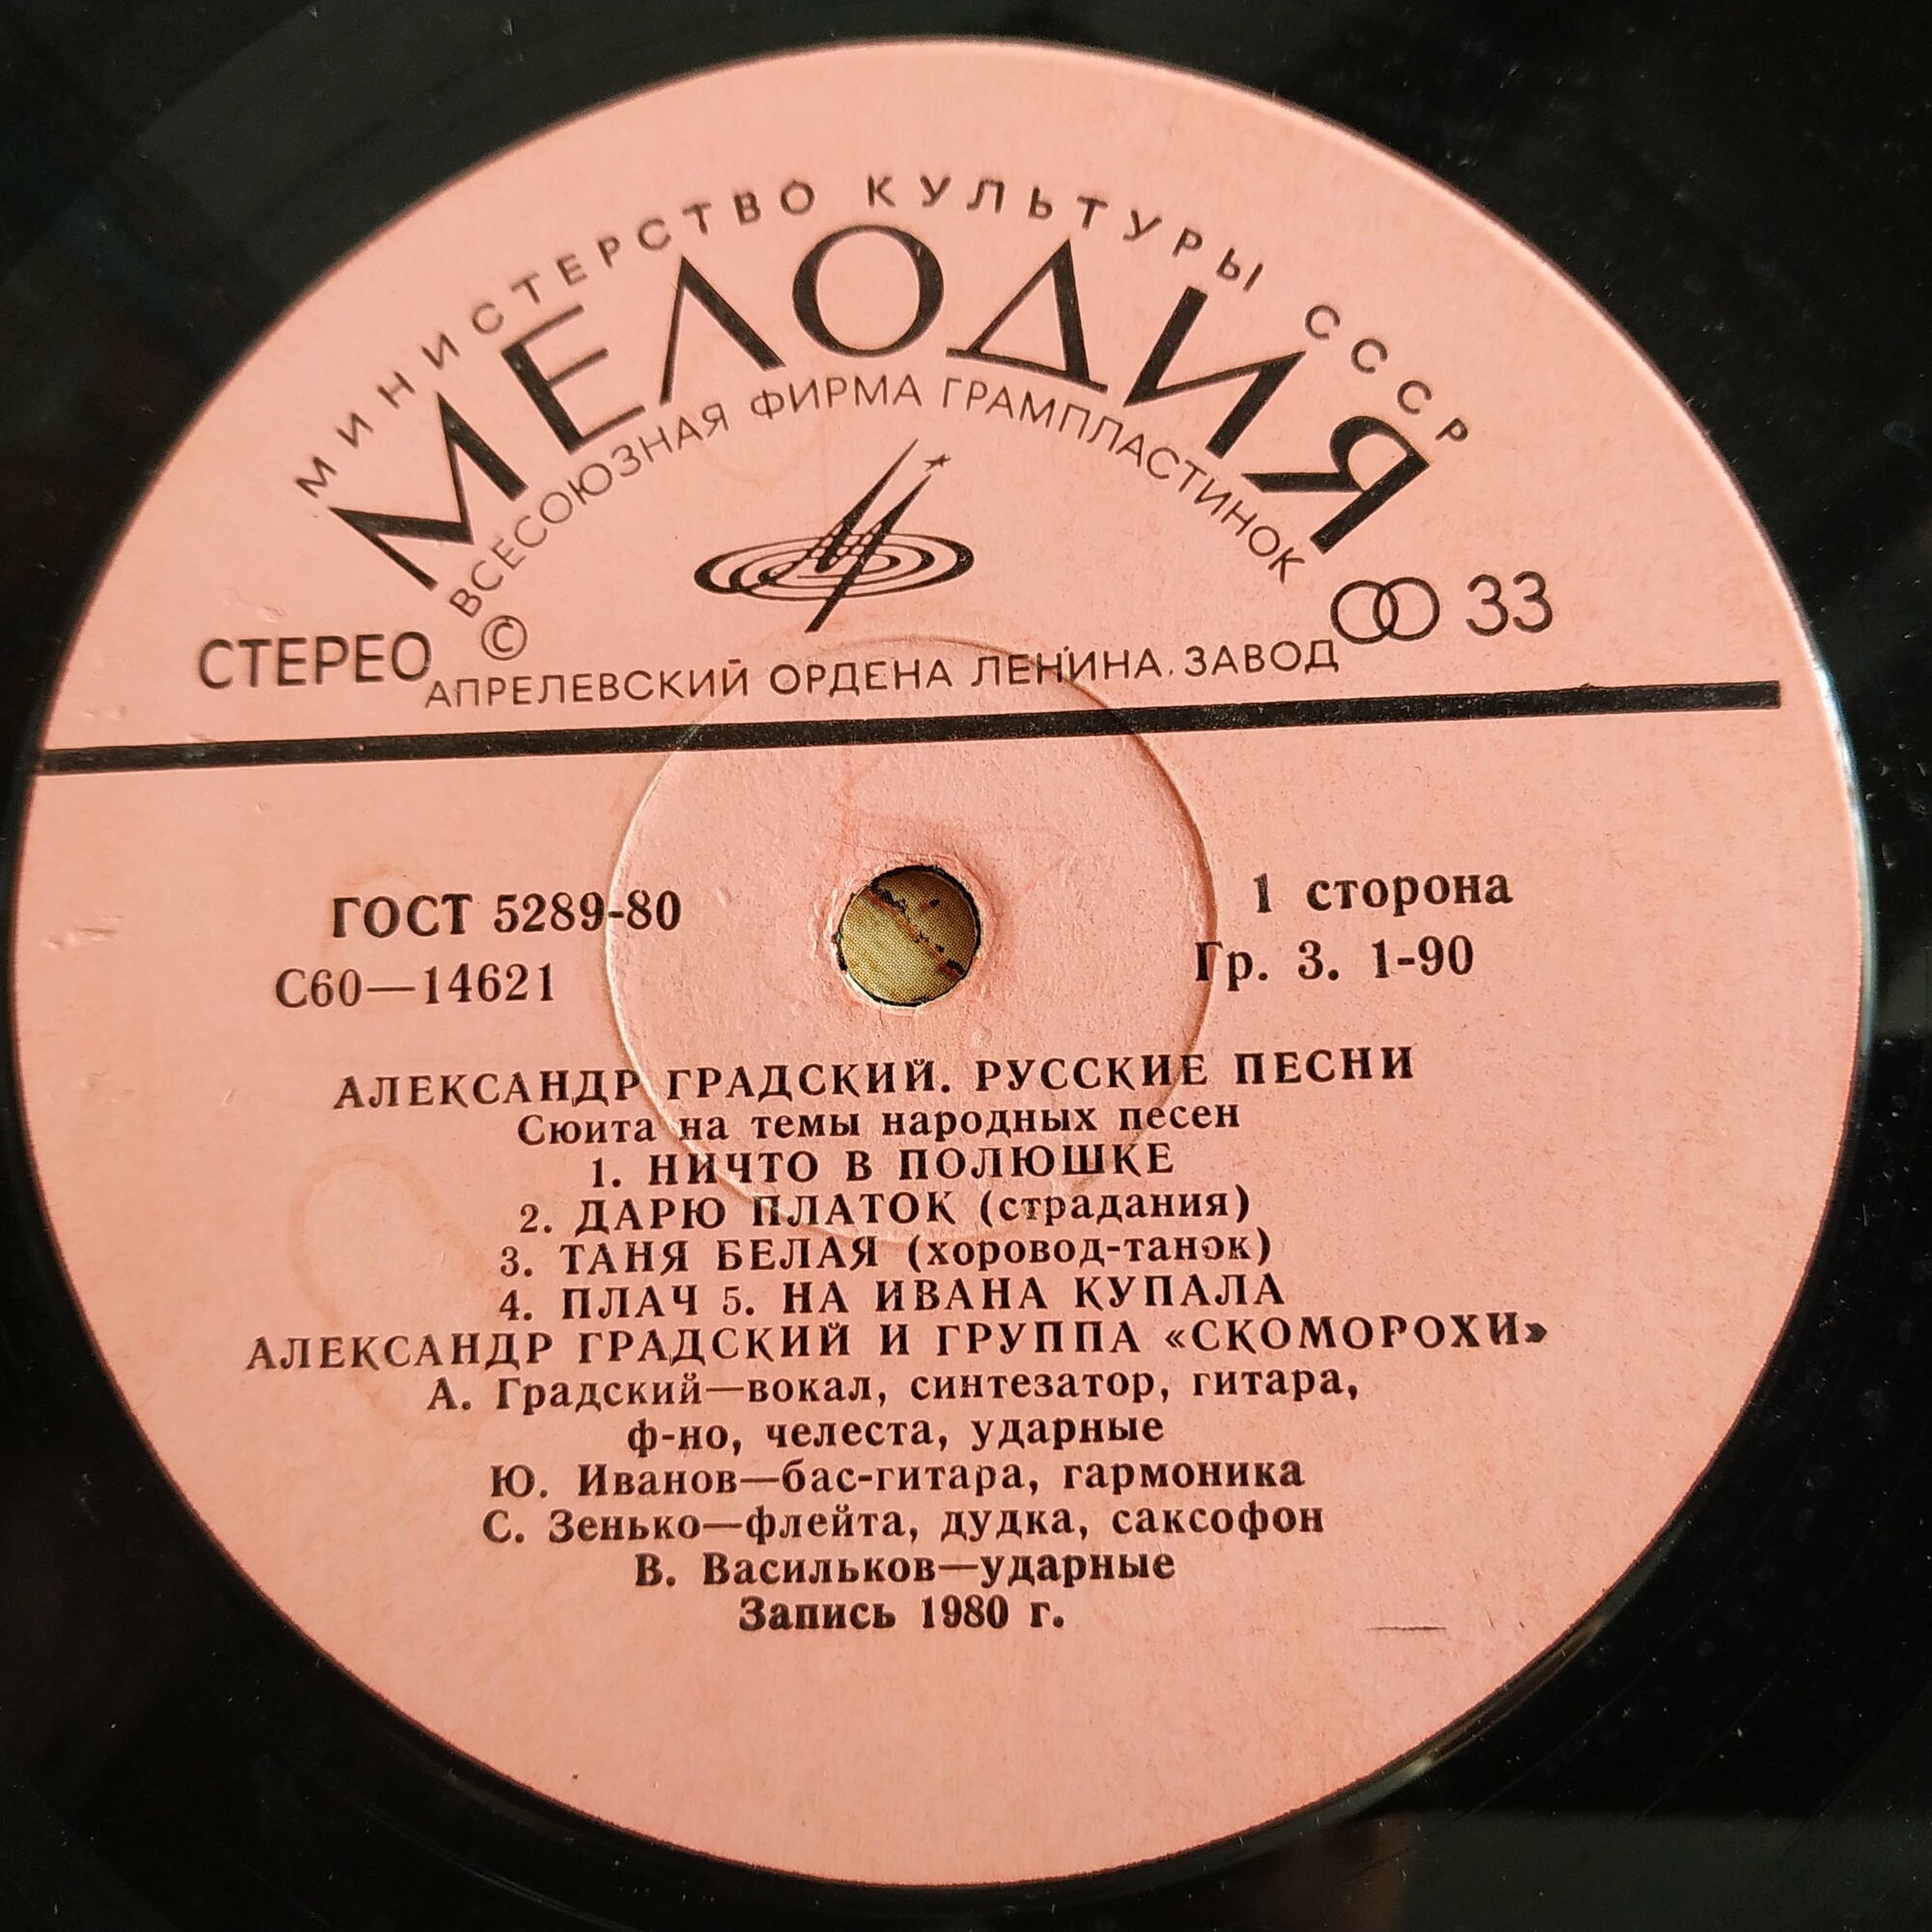 МИНИСТЕРСТВО КУЛЬТУРЫ СССР
МЕЛОДИЯ
ВСЕСОЮЗНАЯ ФИРМА ГРАМПЛАСТИНОК
СТЕРЕО © 33
АПРЕЛЕВСКИЙ ОРДЕНА ЛЕНИНА ЗАВОД
ГОСТ 5289-80 1 сторона
С60—14621 Гр. 3. 1-90
АЛЕКСАНДР ГРАДСКИЙ. РУССКИЕ ПЕСНИ
Сюита на темы народных песен
1. НИЧТО В ПОЛЮШКЕ
2. ДАРЮ ПЛАТОК (страдания)
3. ТАНЯ БЕЛАЯ (хоровод-танок)
4. ПЛАЧ 5. НА ИВАНА КУПАЛА
АЛЕКСАНДР ГРАДСКИЙ И ГРУППА «СКОМОРОХИ»
А. Градский—вокал, синтезатор, гитара,
ф-но, челеста, ударные
Ю. Иванов—бас-гитара, гармоника
С. Зенько—флейта, дудка, саксофон
В. Васильков—ударные
Запись 1980 г.